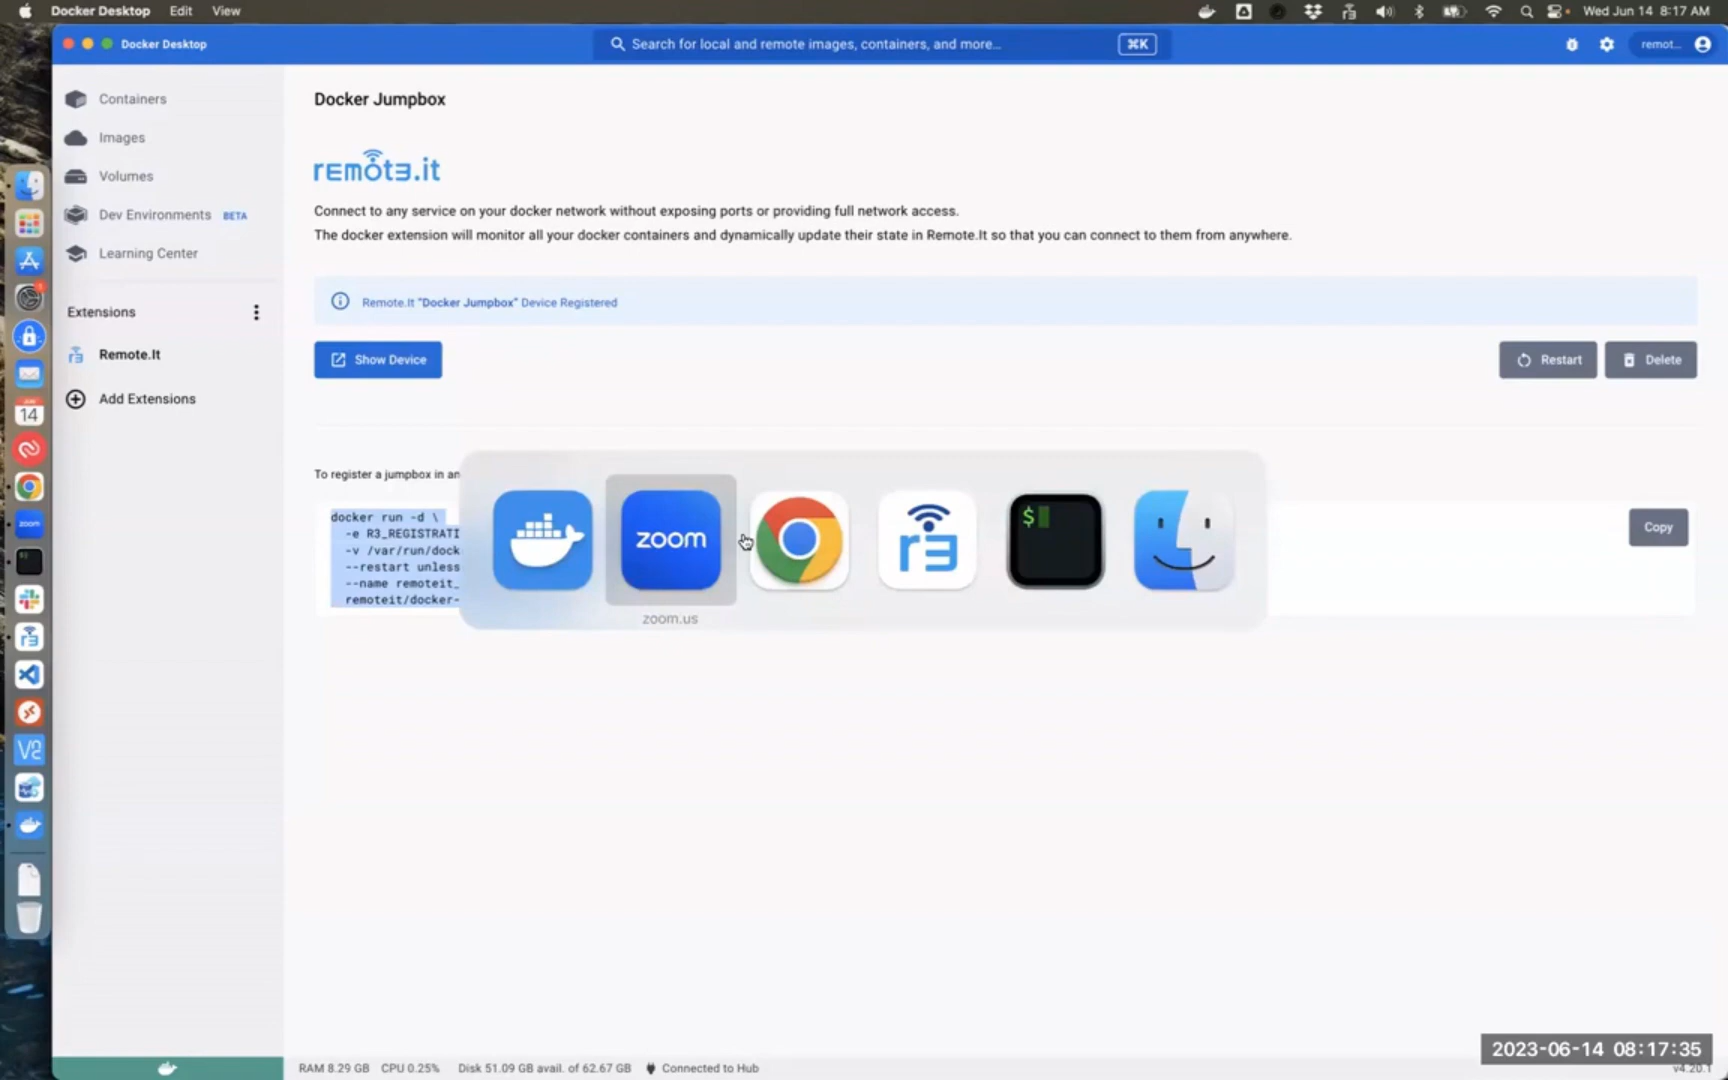 Docker Desktop Edit View
Wed Jun 14 8:17 AM
Docker Desktop
Search for local and remote images, containers, and more...
⌘K
remot...
Containers
Images
Volumes
Dev Environments BETA
Learning Center
Extensions
Remote.It
Add Extensions
Docker Jumpbox
remot3.it
Connect to any service on your docker network without exposing ports or providing full network access.
The docker extension will monitor all your docker containers and dynamically update their state in Remote.It so that you can connect to them from anywhere.
Remote.It "Docker Jumpbox" Device Registered
Show Device
Restart
Delete
To register a jumpbox in an
docker run -d \
-e R3_REGISTRATI
-v /var/run/dock
--restart unless
--name remoteit_
remoteit/docker-
Copy
zoom
r3
$
zoom.us
14
zoom
RAM 8.29 GB CPU 0.25% Disk 51.09 GB avail. of 62.67 GB Connected to Hub
2023-06-14 08:17:35
v4.20.1